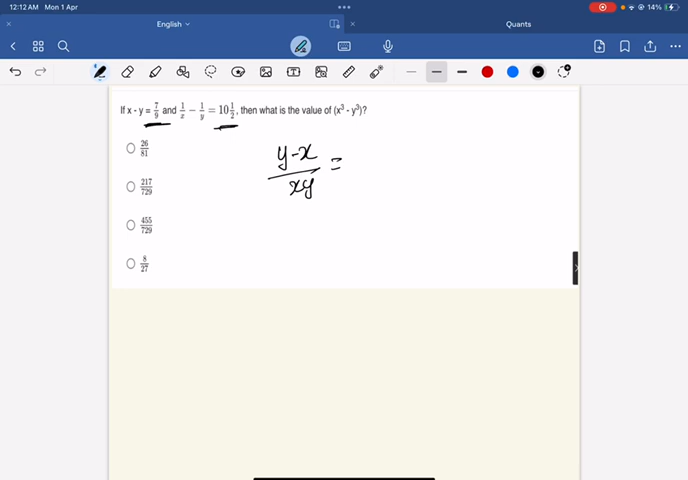 12:12 AM Mon 1 Apr
14%
English
Quants
If x - y = 7/9 and 1/x − 1/y = 10 1/2, then what is the value of (x³ - y³)?
26/81
217/729
455/729
8/27
y-x/xy =